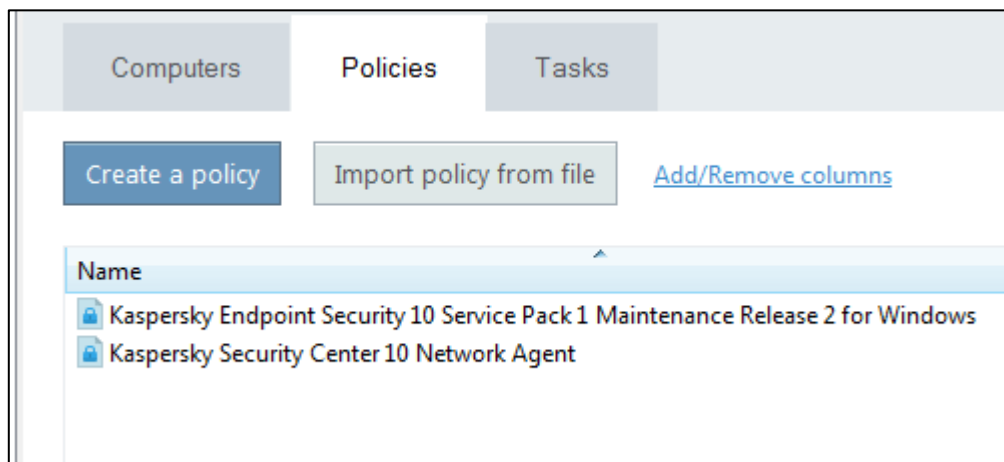 Computers
Policies
Tasks
Create a policy
Import policy from file
Add/Remove columns
Name
Kaspersky Endpoint Security 10 Service Pack 1 Maintenance Release 2 for Windows
Kaspersky Security Center 10 Network Agent